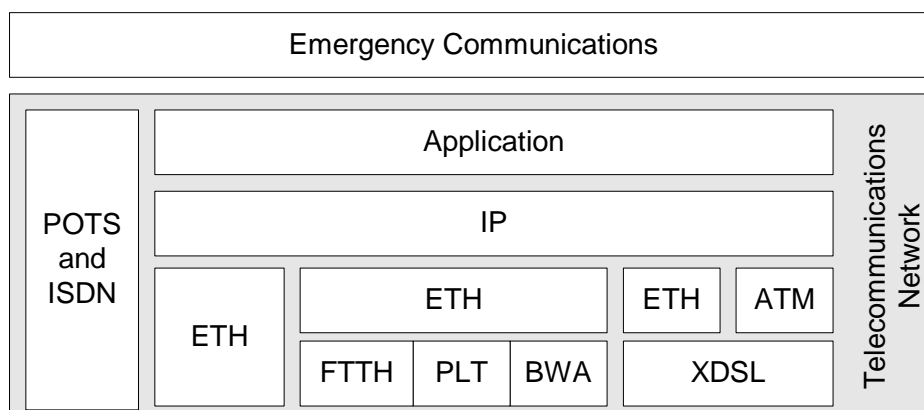 Emergency Communications
POTS
and
ISDN
Application
IP
ETH
ETH
ETH
ATM
FTTH
PLT
BWA
XDSL
Telecommunications
Network